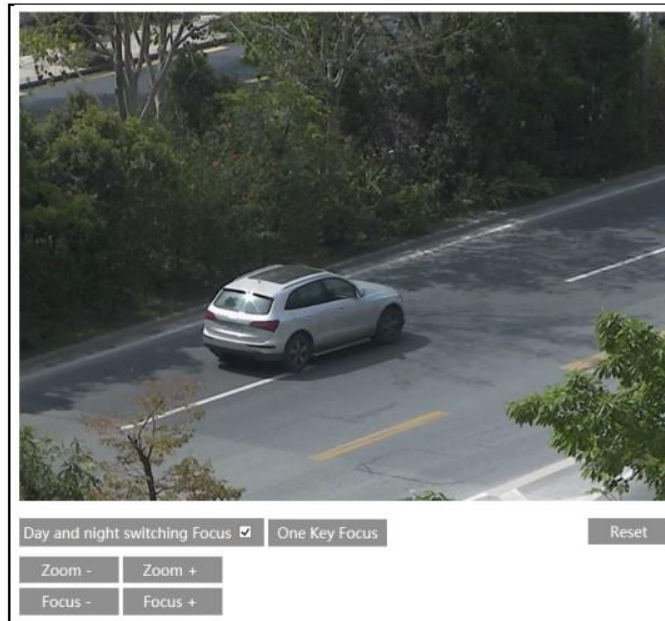 Day and night switching Focus One Key Focus Reset
Zoom - Zoom +
Focus - Focus +